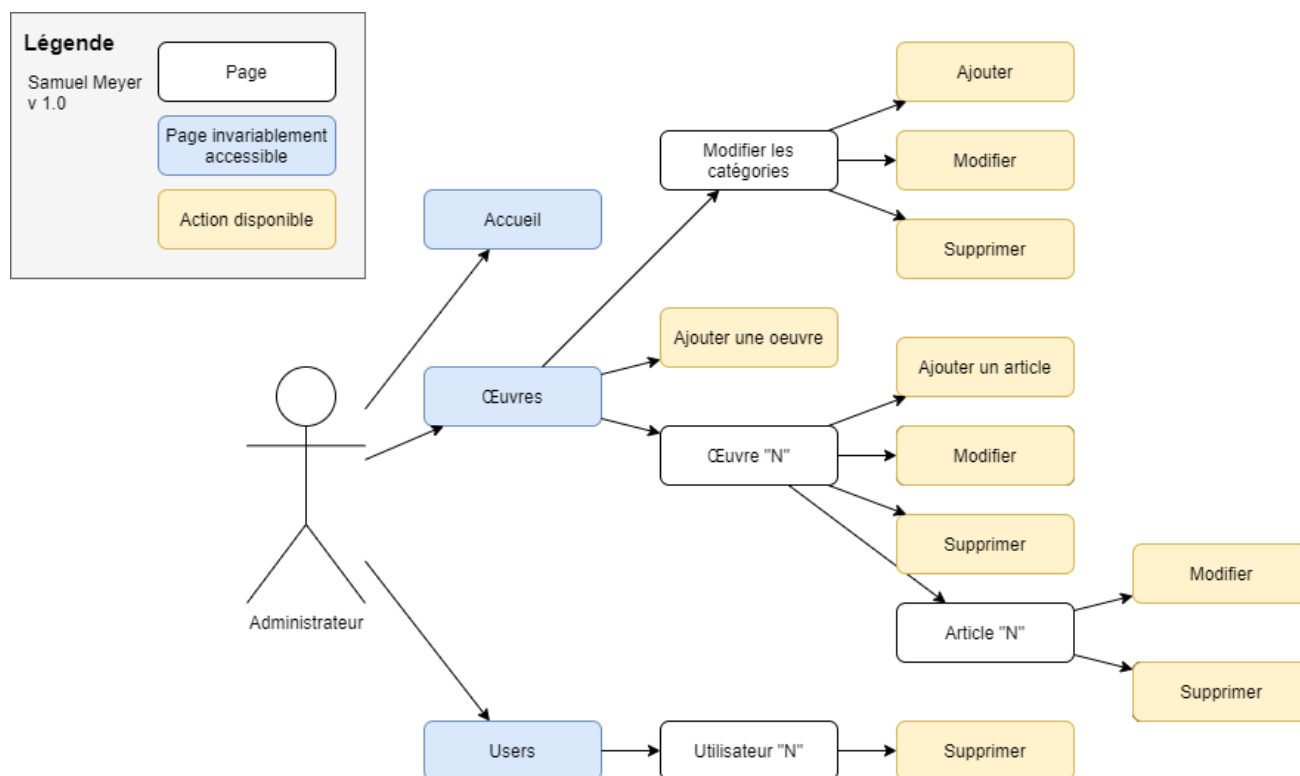 Légende
Samuel Meyer
v 1.0
Page
Page invariablement
accessible
Action disponible
Ajouter
Modifier les
catégories
Modifier
Accueil
Supprimer
Ajouter une oeuvre
Ajouter un article
Œuvres
Œuvre "N"
Modifier
Supprimer
Modifier
Administrateur
Article "N"
Supprimer
Users
Utilisateur "N"
Supprimer